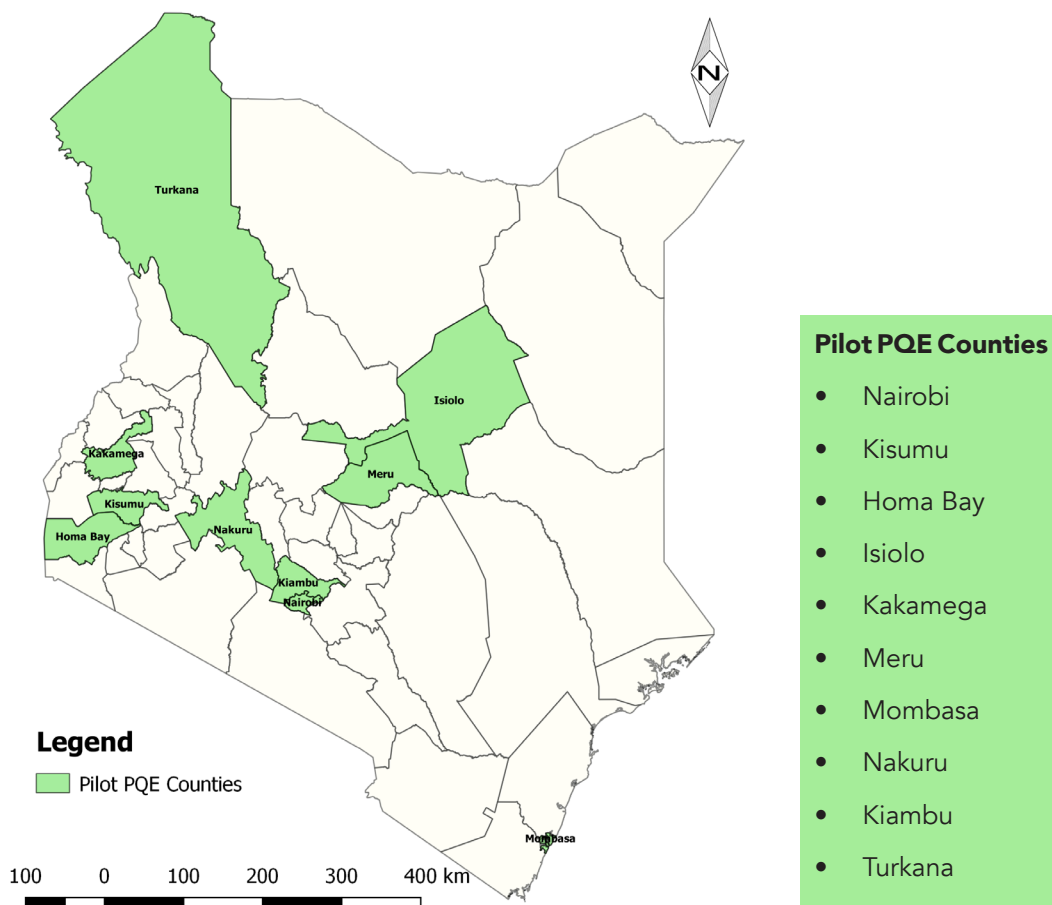 N
Turkana
Isiolo
Kakamega
Meru
Kisumu
Nakuru
Homa Bay
Kiambu
Nairobi
Mombasa
Legend
Pilot PQE Counties
100 0 100 200 300 400 km
Pilot PQE Counties
• Nairobi
• Kisumu
• Homa Bay
• Isiolo
• Kakamega
• Meru
• Mombasa
• Nakuru
• Kiambu
• Turkana